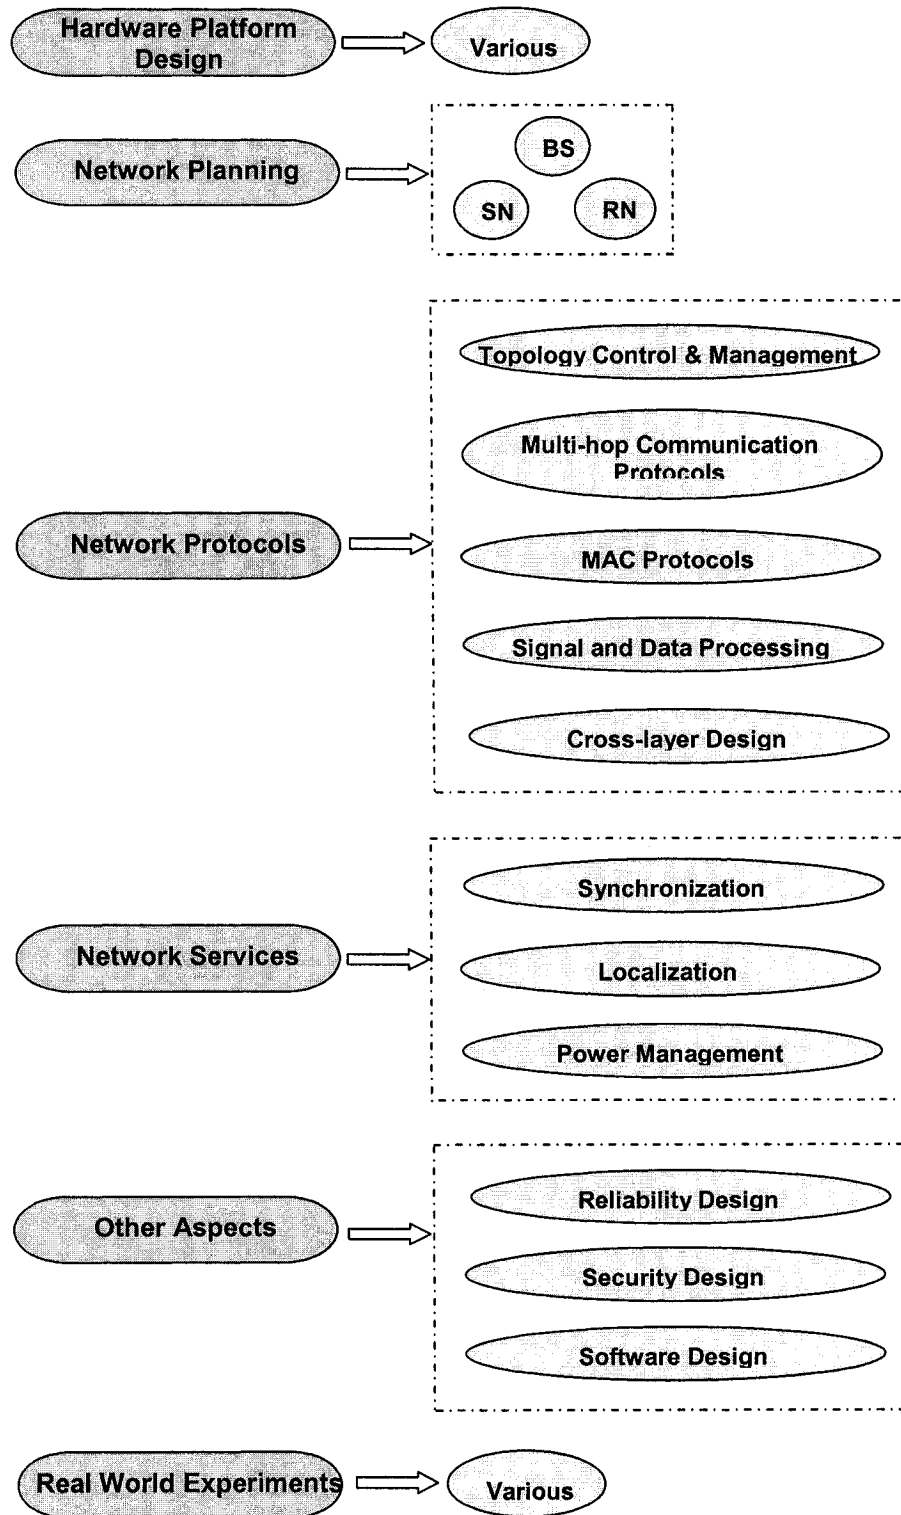 Hardware Platform
Design
Various
Network Planning
BS
SN
RN
Network Protocols
Topology Control & Management
Multi-hop Communication
Protocols
MAC Protocols
Signal and Data Processing
Cross-layer Design
Network Services
Synchronization
Localization
Power Management
Other Aspects
Reliability Design
Security Design
Software Design
Real World Experiments
Various